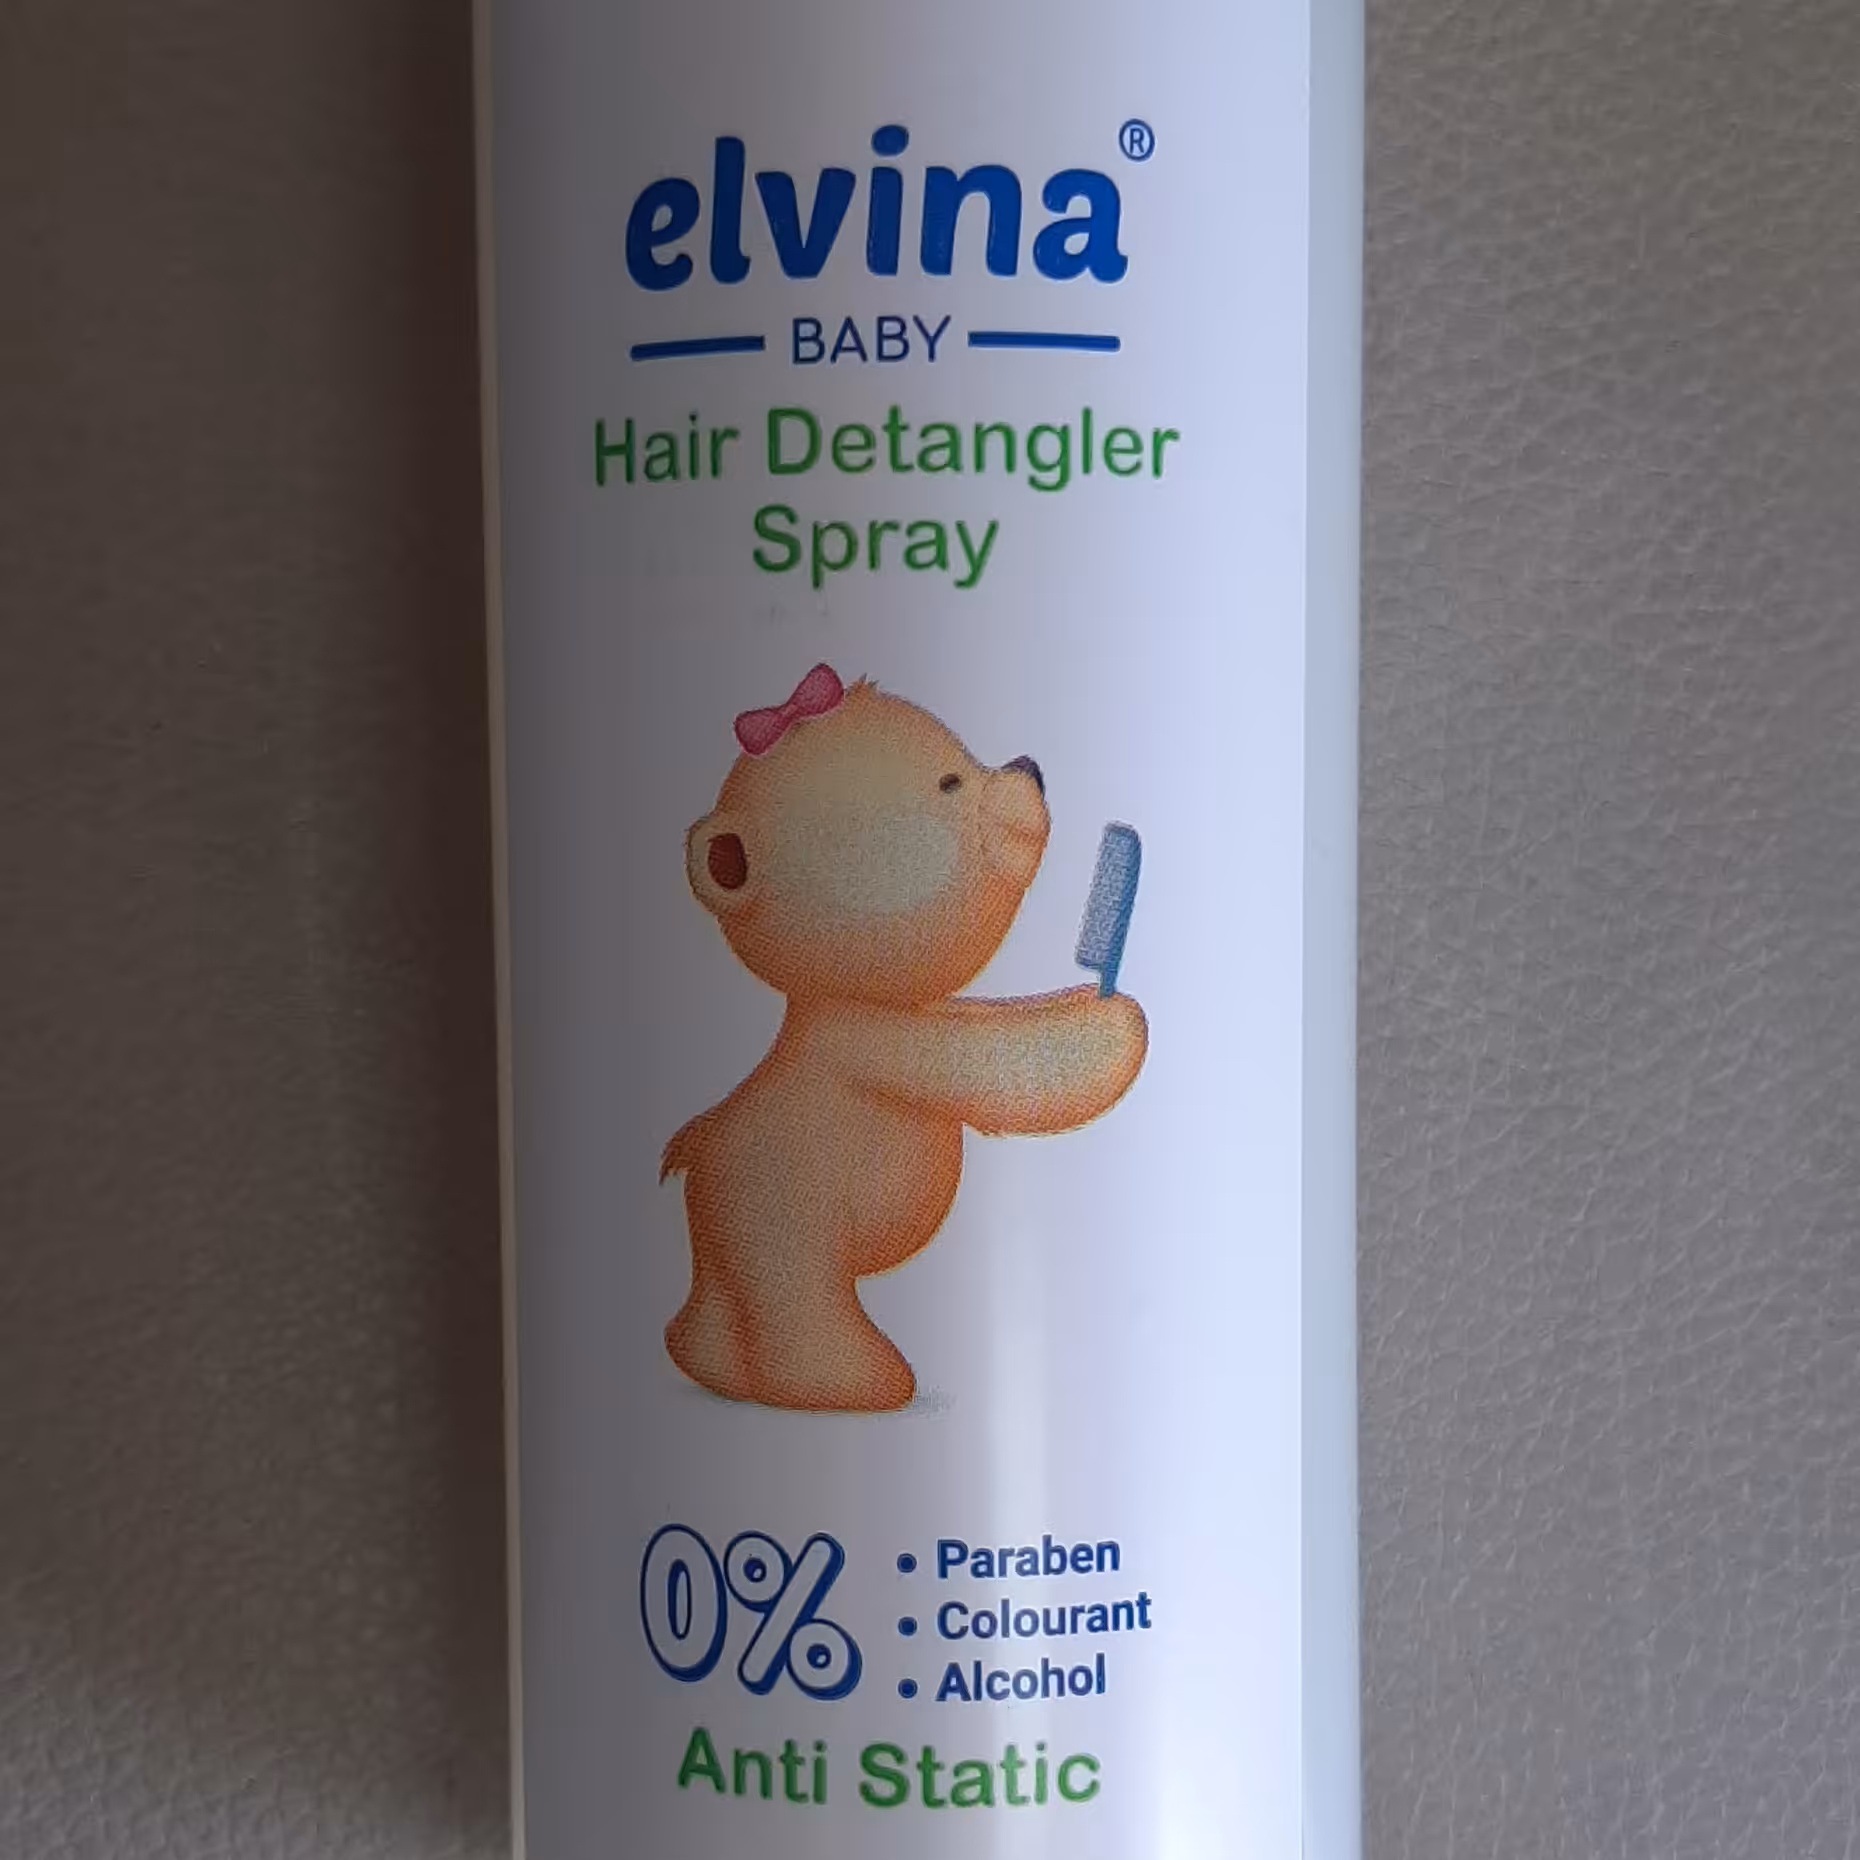 elvina®
BABY
Hair Detangler
Spray
0%
• Paraben
• Colourant
• Alcohol
Anti Static